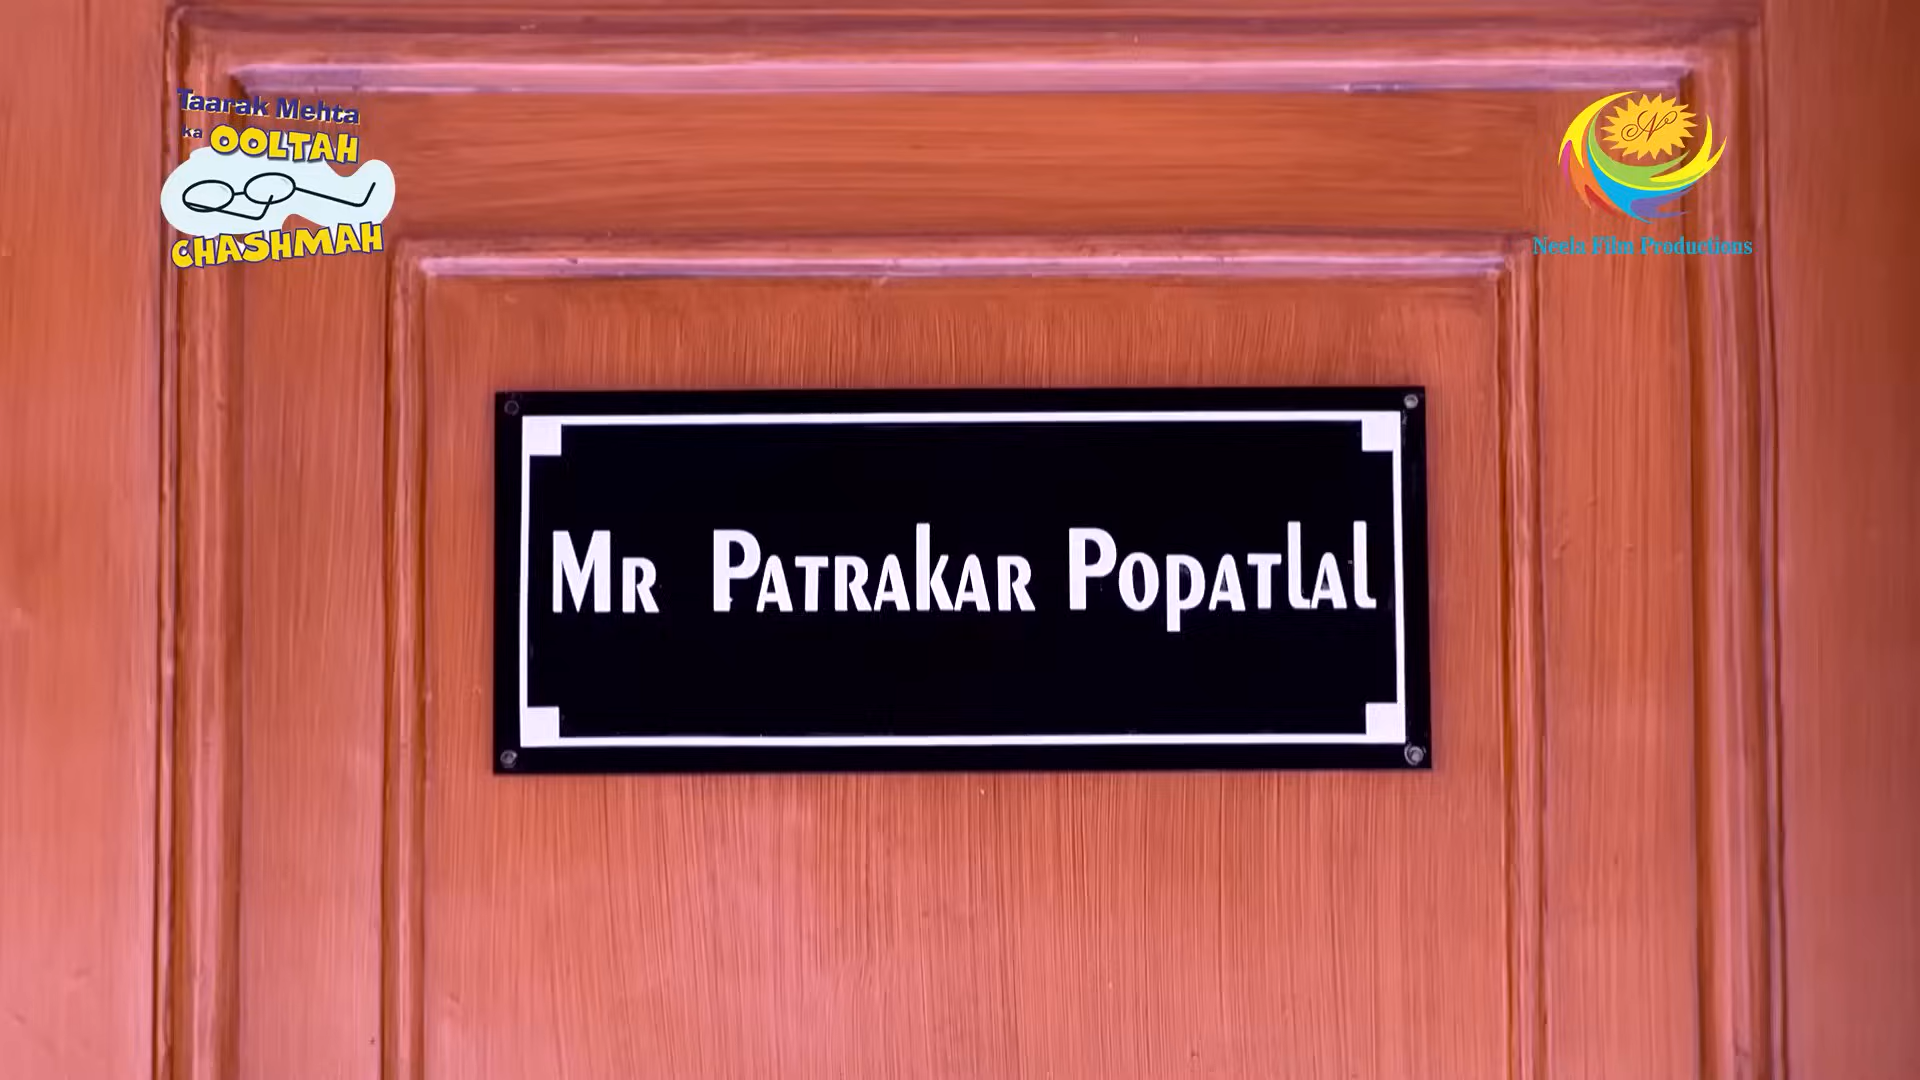 Taarak Mehta
ka OOLTAH
CHASHMAH
N
Neela Film Productions
Mr Patrakar Popatlal